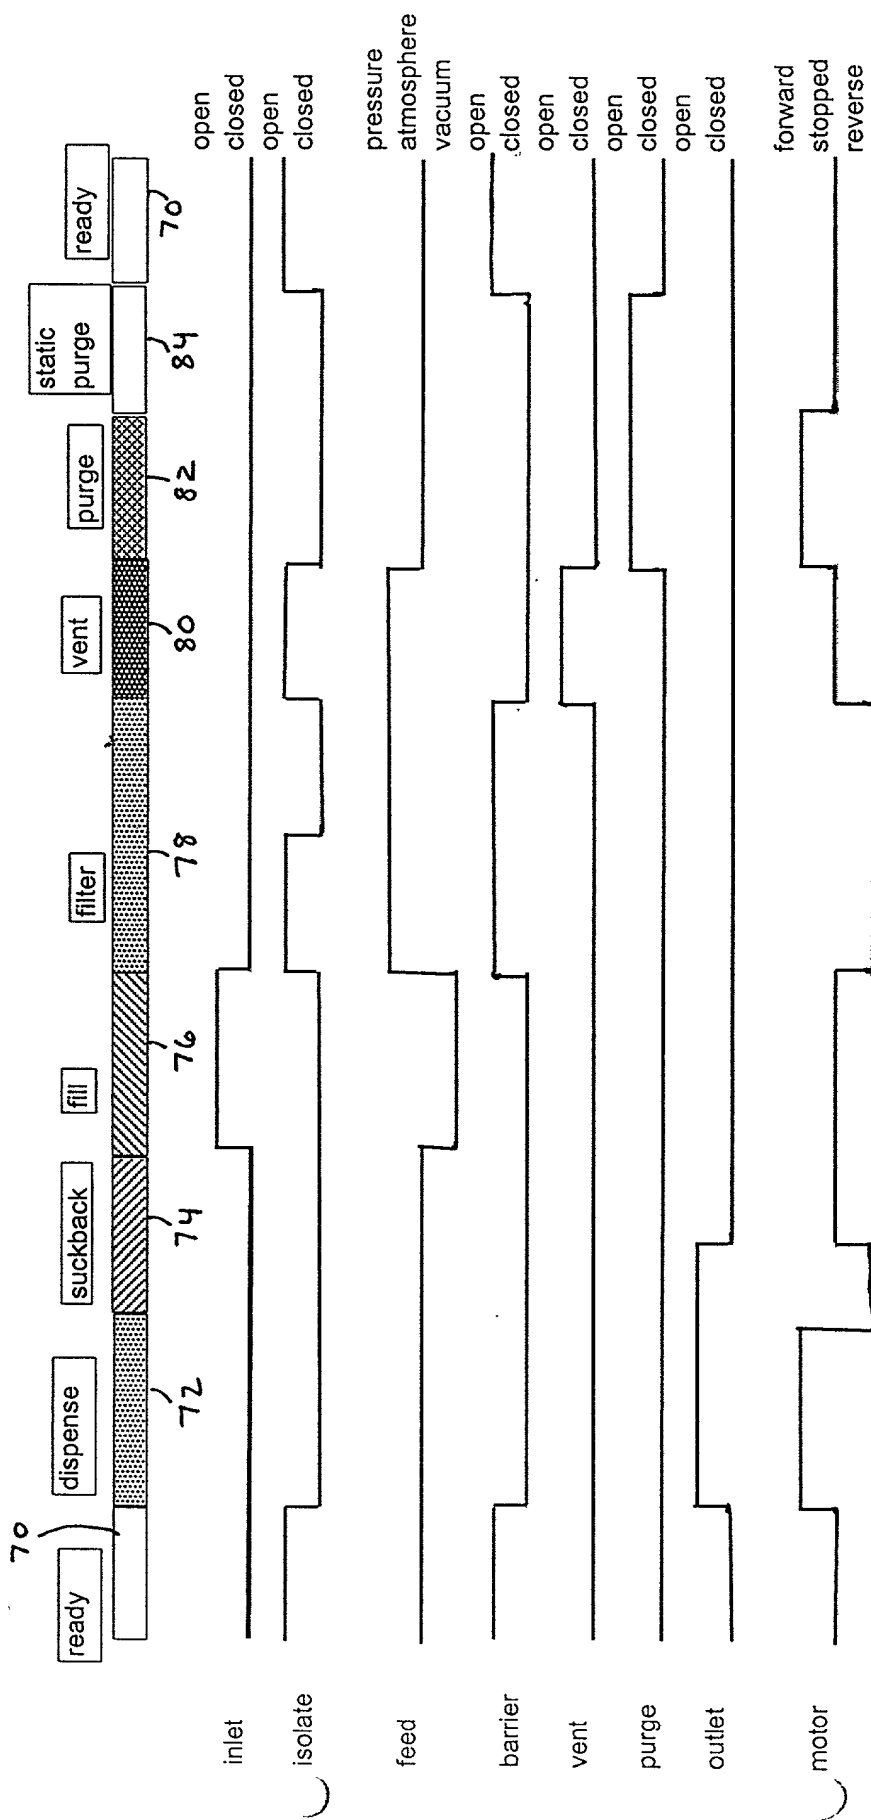 ready
dispense
suckback
fill
filter
vent
purge
static
purge
ready
70
72
74
76
78
80
82
84
70
inlet
open
closed
isolate
open
closed
feed
pressure
atmosphere
vacuum
barrier
open
closed
vent
open
closed
purge
open
closed
outlet
open
closed
motor
forward
stopped
reverse